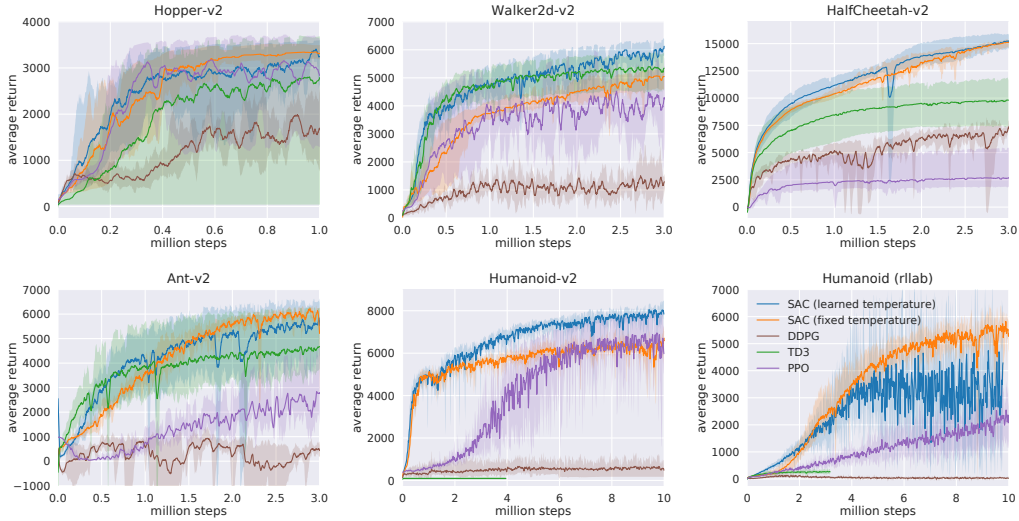 Hopper-v2
4000
3000
2000
1000
0
average return
0.0 0.2 0.4 0.6 0.8 1.0
million steps
Walker2d-v2
7000
6000
5000
4000
3000
2000
1000
0
average return
0.0 0.5 1.0 1.5 2.0 2.5 3.0
million steps
HalfCheetah-v2
15000
12500
10000
7500
5000
2500
0
average return
0.0 0.5 1.0 1.5 2.0 2.5 3.0
million steps
Ant-v2
7000
6000
5000
4000
3000
2000
1000
0
−1000
average return
0.0 0.5 1.0 1.5 2.0 2.5 3.0
million steps
Humanoid-v2
8000
6000
4000
2000
0
average return
0 2 4 6 8 10
million steps
Humanoid (rllab)
7000
6000
5000
4000
3000
2000
1000
0
average return
SAC (learned temperature)
SAC (fixed temperature)
DDPG
TD3
PPO
0 2 4 6 8 10
million steps